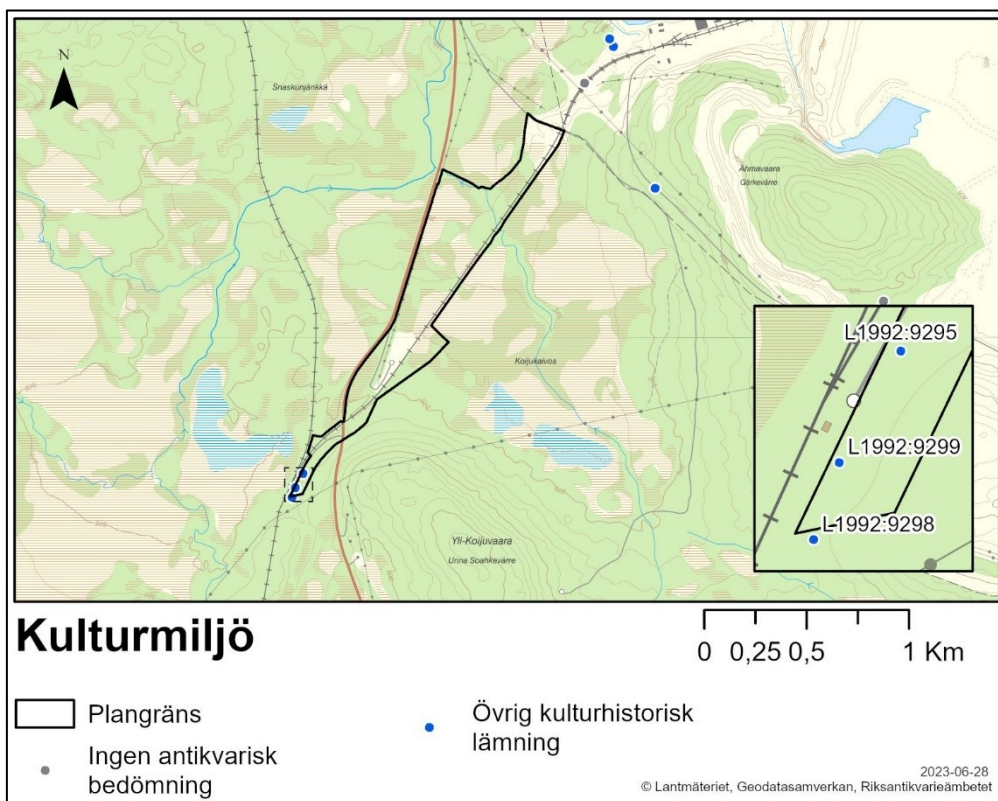 N
Snaskunjänkkä
Ahmavaara
Gärkevárre
Koijukaivos
Yli-Koijuvaara
Unna Soahkevárre
L1992:9295
L1992:9299
L1992:9298
Kulturmiljö
0 0,25 0,5 1 Km
Plangräns
Ingen antikvarisk
bedömning
Övrig kulturhistorisk
lämning
2023-06-28
© Lantmäteriet, Geodatasamverkan, Riksantikvarieämbetet